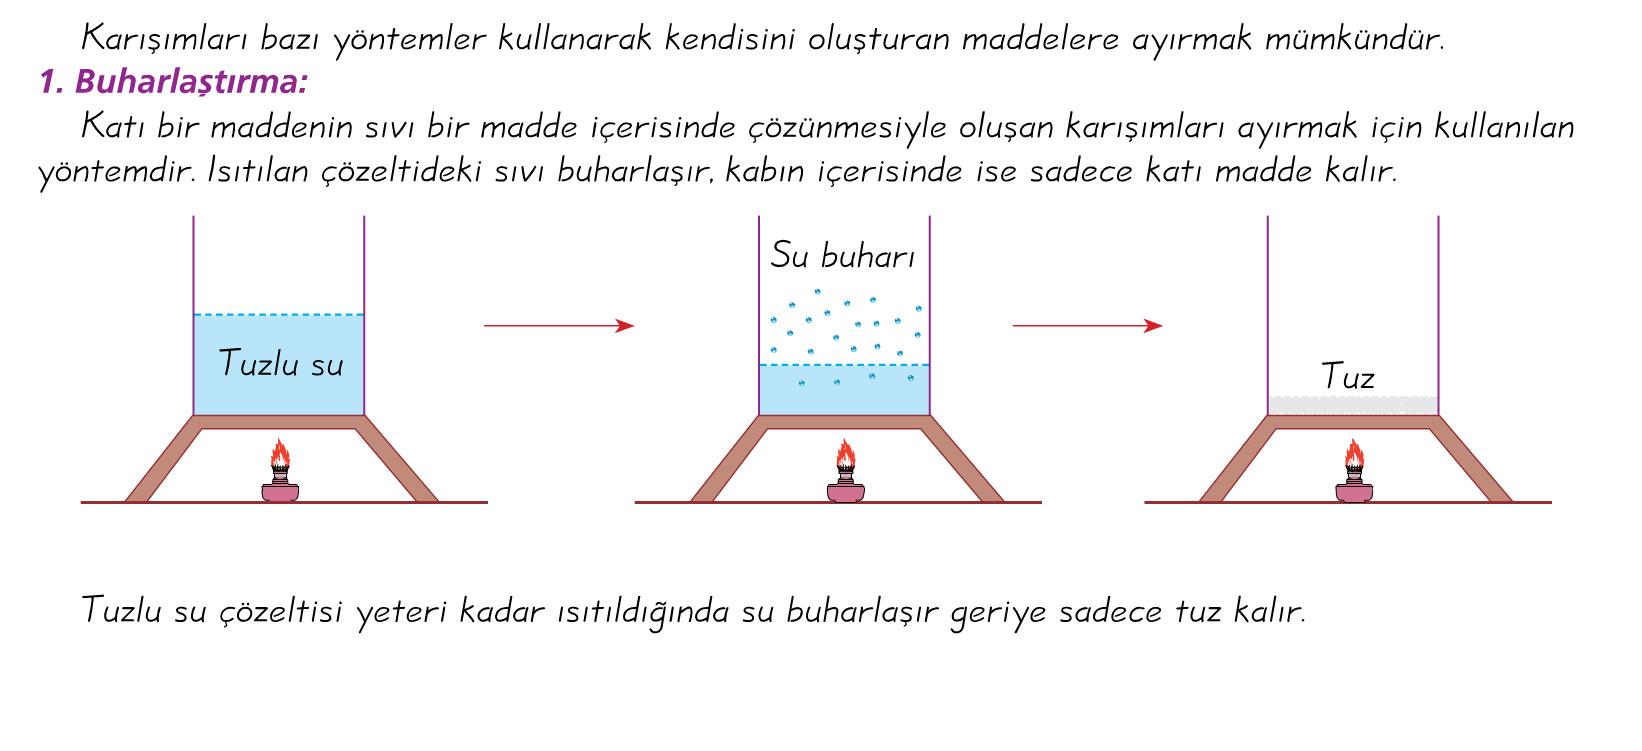 Karışımları bazı yöntemler kullanarak kendisini oluşturan maddelere ayırmak mümkündür.
1. Buharlaştırma:
Katı bir maddenin sıvı bir madde içerisinde çözünmesiyle oluşan karışımları ayırmak için kullanılan
yöntemdir. Isıtılan çözeltideki sıvı buharlaşır, kabın içerisinde ise sadece katı madde kalır.
Tuzlu su
Su buharı
Tuz
Tuzlu su çözeltisi yeteri kadar ısıtıldığında su buharlaşır geriye sadece tuz kalır.